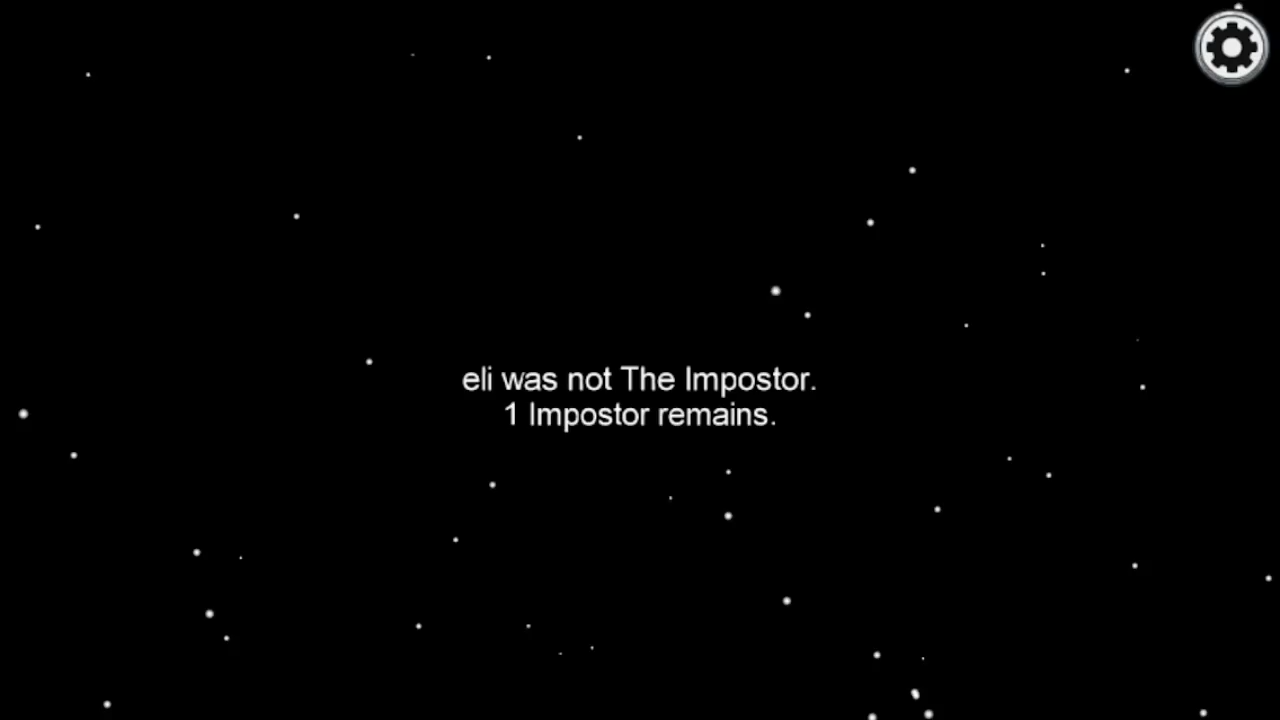 eli was not The Impostor.
1 Impostor remains.